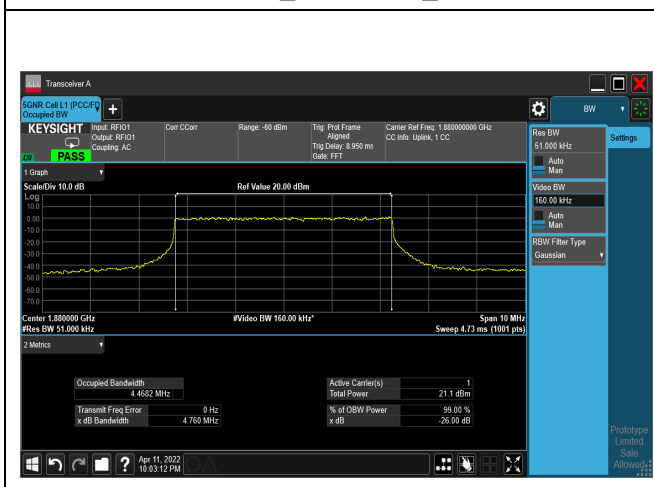 Transceiver A
5GNR Cell L1 (PCC/FD
Occupied BW
BW
KEYSIGHT
Input: RFIO1
Output: RFIO1
Coupling: AC
Corr CCorr
Range: -60 dBm
Trig: Prot Frame
Aligned
Trig Delay: 8.950 ms
Gate: FFT
Carrier Ref Freq: 1.880000000 GHz
CC Info: Uplink, 1 CC
PASS
Res BW
51.000 kHz
Auto
Man
Settings
Video BW
160.00 kHz
Auto
Man
RBW Filter Type
Gaussian
1 Graph
Scale/Div 10.0 dB
Ref Value 20.00 dBm
Log
10.0
0.00
-10.0
-20.0
-30.0
-40.0
-50.0
-60.0
-70.0
Center 1.880000 GHz
#Video BW 160.00 kHz*
Span 10 MHz
#Res BW 51.000 kHz
Sweep 4.73 ms (1001 pts)
2 Metrics
Occupied Bandwidth
4.4682 MHz
Active Carrier(s) 1
Total Power 21.1 dBm
Transmit Freq Error 0 Hz
x dB Bandwidth 4.760 MHz
% of OBW Power 99.00 %
x dB -26.00 dB
Prototype
Limited
Sale
Allowed
Apr 11, 2022
10:03:12 PM